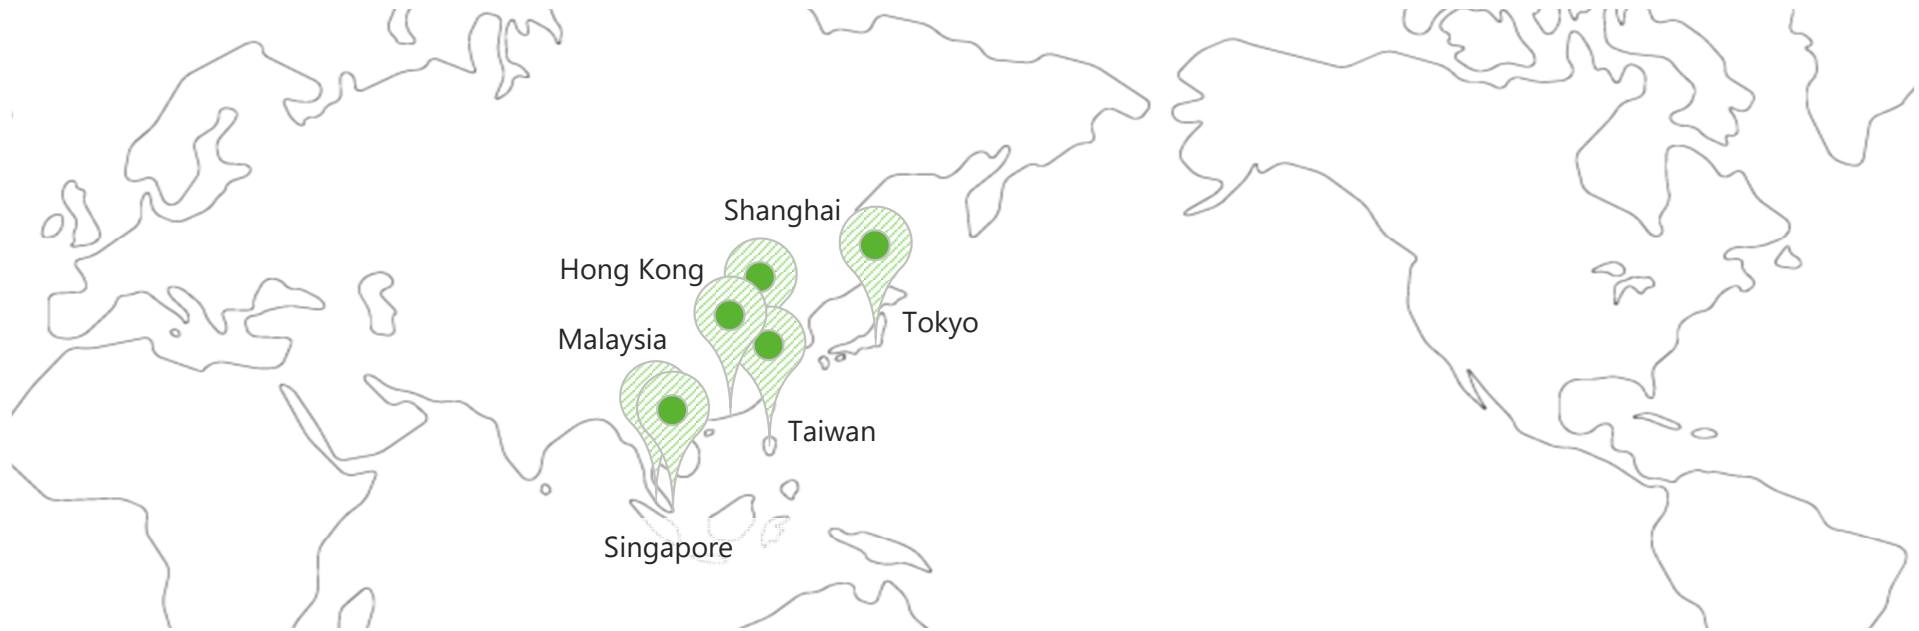 Shanghai
Hong Kong
Tokyo
Malaysia
Taiwan
Singapore